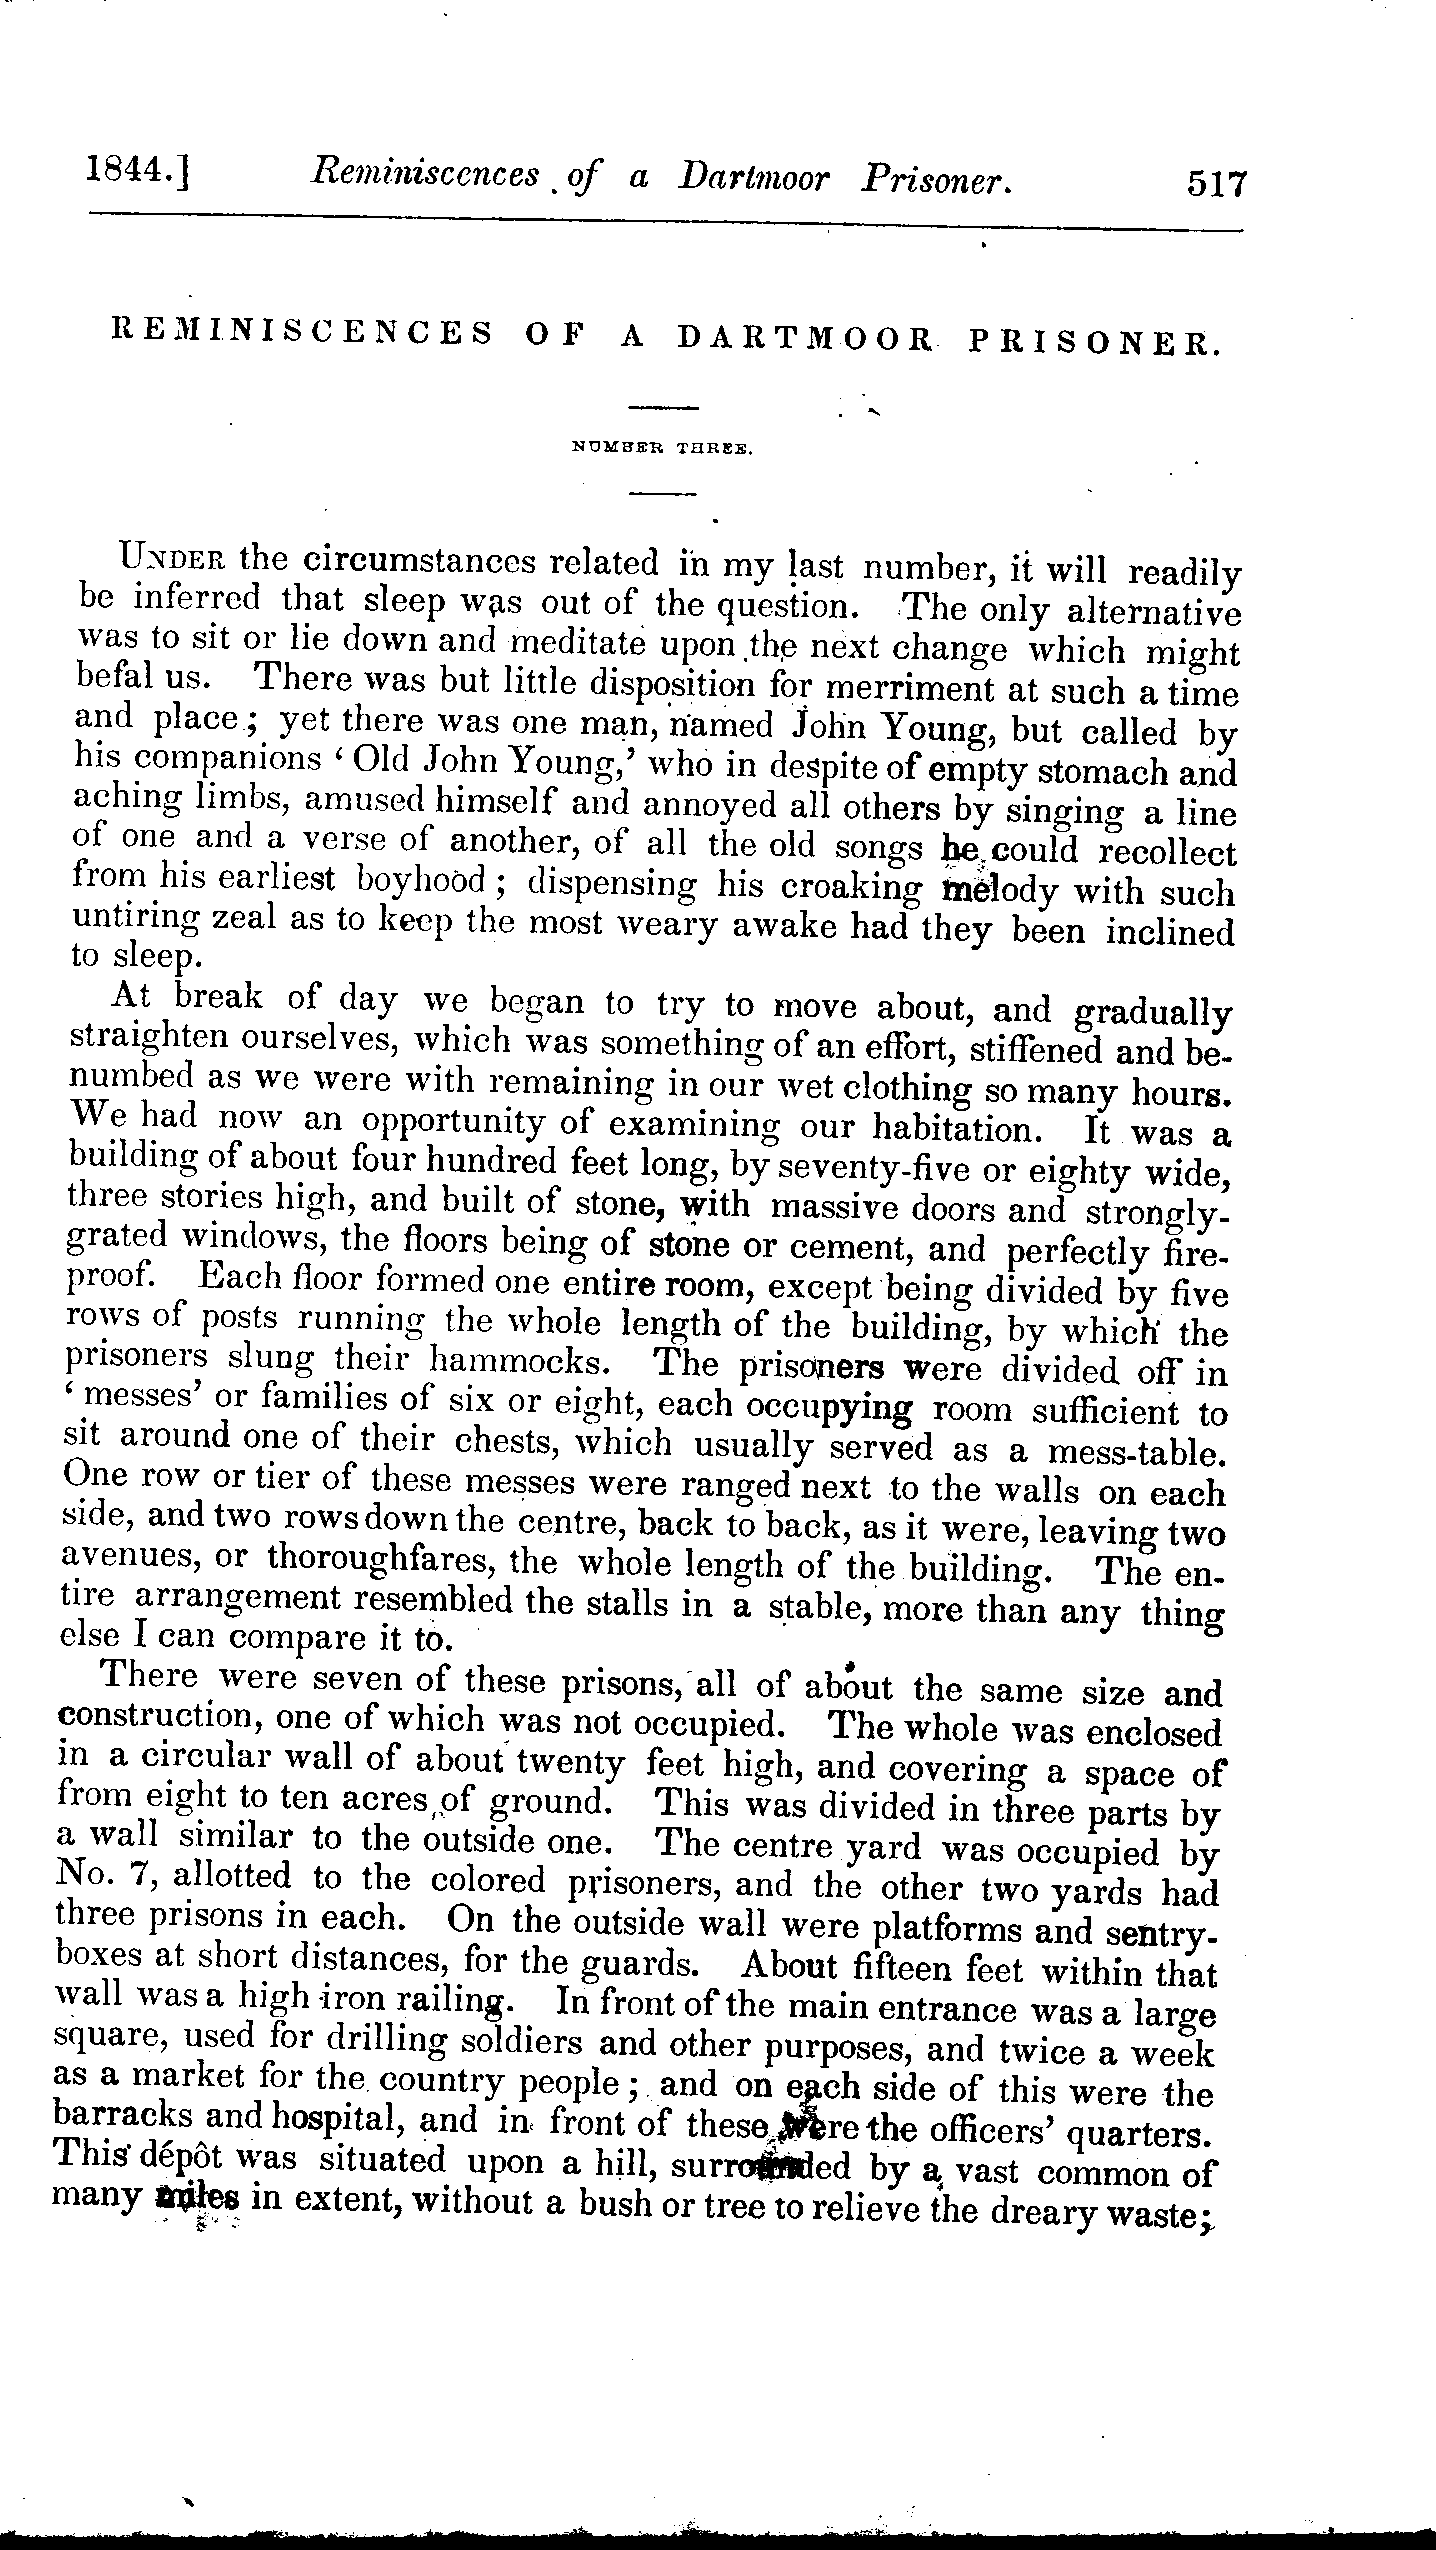 1844.] Reminiscences of a Dartmoor Prisoner. 517
REMINISCENCES OF A DARTMOOR PRISONER.
NUMBER THREE.
UNDER the circumstances related in my last number, it will readily
be inferred that sleep was out of the question. The only alternative
was to sit or lie down and meditate upon the next change which might
befal us. There was but little disposition for merriment at such a time
and place; yet there was one man, named John Young, but called by
his companions ‘Old John Young,’ who in despite of empty stomach and
aching limbs, amused himself and annoyed all others by singing a line
of one and a verse of another, of all the old songs he could recollect
from his earliest boyhood; dispensing his croaking melody with such
untiring zeal as to keep the most weary awake had they been inclined
to sleep.
At break of day we began to try to move about, and gradually
straighten ourselves, which was something of an effort, stiffened and be-
numbed as we were with remaining in our wet clothing so many hours.
We had now an opportunity of examining our habitation. It was a
building of about four hundred feet long, by seventy-five or eighty wide,
three stories high, and built of stone, with massive doors and strongly-
grated windows, the floors being of stone or cement, and perfectly fire-
proof. Each floor formed one entire room, except being divided by five
rows of posts running the whole length of the building, by which the
prisoners slung their hammocks. The prisoners were divided off in
‘messes’ or families of six or eight, each occupying room sufficient to
sit around one of their chests, which usually served as a mess-table.
One row or tier of these messes were ranged next to the walls on each
side, and two rows down the centre, back to back, as it were, leaving two
avenues, or thoroughfares, the whole length of the building. The en-
tire arrangement resembled the stalls in a stable, more than any thing
else I can compare it to.
There were seven of these prisons, all of about the same size and
construction, one of which was not occupied. The whole was enclosed
in a circular wall of about twenty feet high, and covering a space of
from eight to ten acres of ground. This was divided in three parts by
a wall similar to the outside one. The centre yard was occupied by
No. 7, allotted to the colored prisoners, and the other two yards had
three prisons in each. On the outside wall were platforms and sentry-
boxes at short distances, for the guards. About fifteen feet within that
wall was a high iron railing. In front of the main entrance was a large
square, used for drilling soldiers and other purposes, and twice a week
as a market for the country people; and on each side of this were the
barracks and hospital, and in front of these were the officers’ quarters.
This dépôt was situated upon a hill, surrounded by a vast common of
many miles in extent, without a bush or tree to relieve the dreary waste;